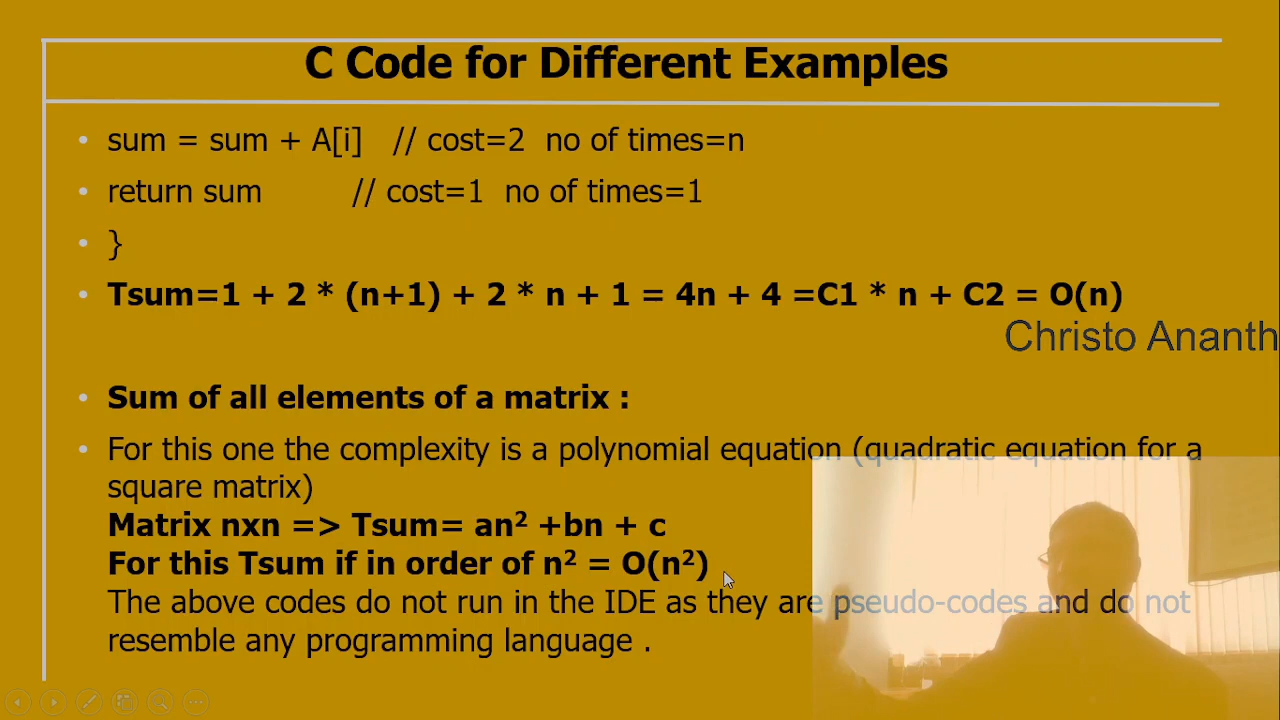 C Code for Different Examples
• sum = sum + A[i] // cost=2 no of times=n
• return sum // cost=1 no of times=1
• }
• Tsum=1 + 2 * (n+1) + 2 * n + 1 = 4n + 4 =C1 * n + C2 = O(n)
Christo Ananth
• Sum of all elements of a matrix :
• For this one the complexity is a polynomial equation (quadratic equation for a
square matrix)
Matrix nxn => Tsum= an² +bn + c
For this Tsum if in order of n² = O(n²)
The above codes do not run in the IDE as they are pseudo-codes and do not
resemble any programming language .